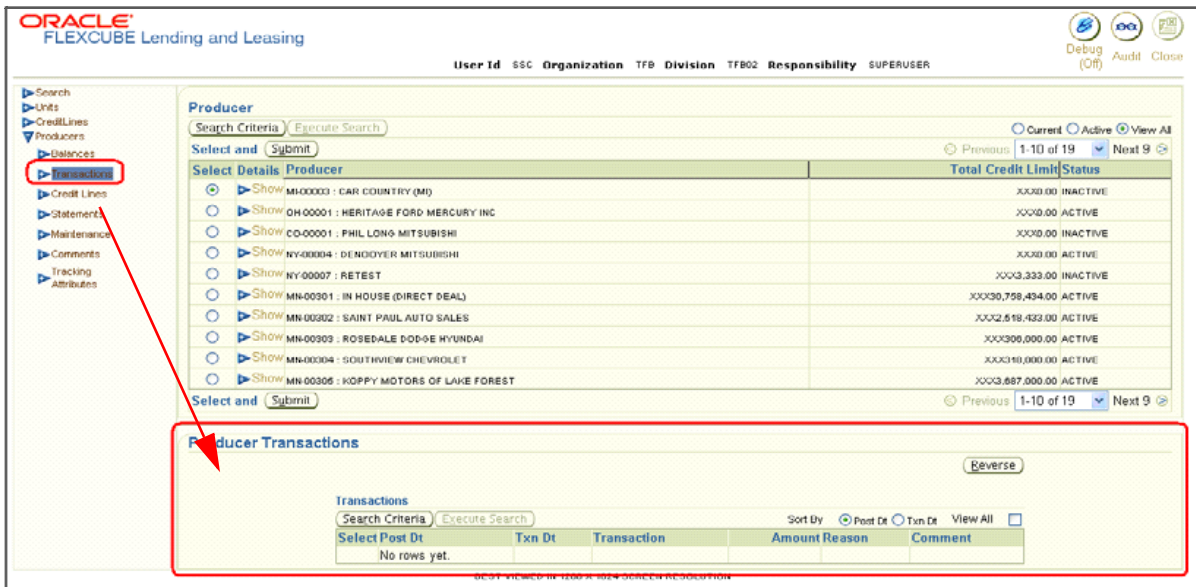 ORACLE
FLEXCUBE Lending and Leasing
Debug (Off) Audit Close
User Id SSC Organization TFB Division TFB02 Responsibility SUPERUSER
Search
Units
CreditLines
Producers
Balances
Transactions
Credit Lines
Statements
Maintenance
Comments
Tracking
Attributes
Producer
Search Criteria Execute Search
Current Active View All
Select and Submit Previous 1-10 of 19 Next 9
Select Details Producer Total Credit Limit Status
Show MI-00003 : CAR COUNTRY (MI) XXX0.00 INACTIVE
Show OH-00001 : HERITAGE FORD MERCURY INC XXX0.00 ACTIVE
Show CO-00001 : PHIL LONG MITSUBISHI XXX0.00 INACTIVE
Show NY-00004 : DENOOYER MITSUBISHI XXX0.00 ACTIVE
Show NY-00007 : RETEST XXX3,333.00 INACTIVE
Show MN-00301 : IN HOUSE (DIRECT DEAL) XXX30,758,434.00 ACTIVE
Show MN-00302 : SAINT PAUL AUTO SALES XXX2,518,433.00 ACTIVE
Show MN-00303 : ROSEDALE DODGE HYUNDAI XXX306,000.00 ACTIVE
Show MN-00304 : SOUTHVIEW CHEVROLET XXX310,000.00 ACTIVE
Show MN-00306 : KOPPY MOTORS OF LAKE FOREST XXX3,687,000.00 ACTIVE
Select and Submit Previous 1-10 of 19 Next 9
Producer Transactions
Reverse
Transactions
Search Criteria Execute Search Sort By Post Dt Txn Dt View All
Select Post Dt Txn Dt Transaction Amount Reason Comment
No rows yet.
BEST VIEWED IN 1280 X 1024 SCREEN RESOLUTION